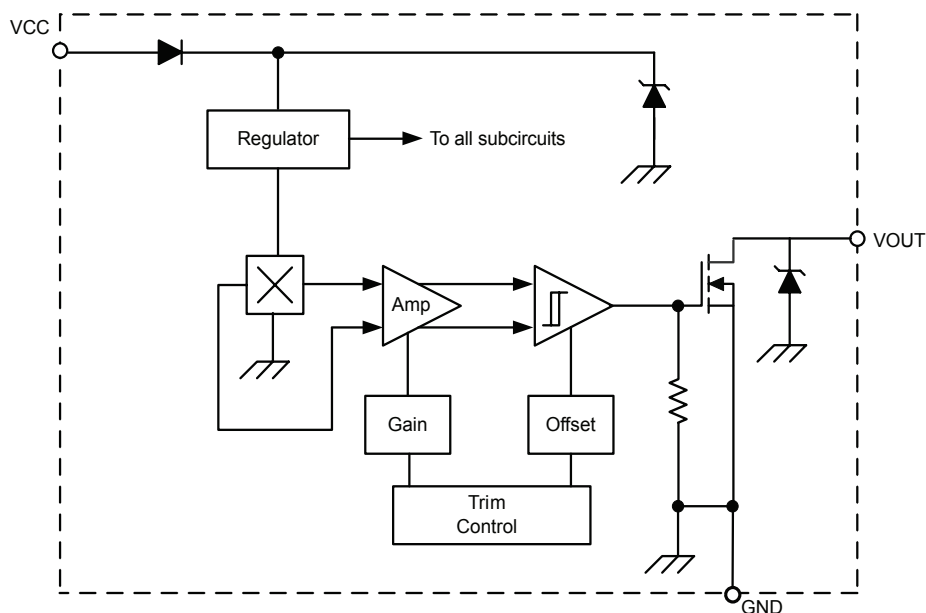 VCC
Regulator
To all subcircuits
VOUT
Amp
Gain
Offset
Trim
Control
GND